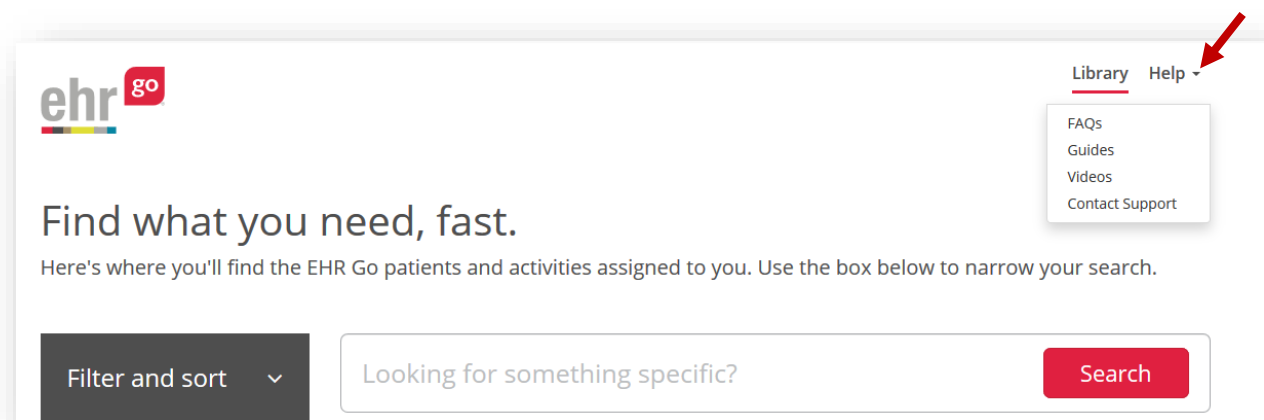 ehr go
Library Help
FAQs
Guides
Videos
Contact Support
Find what you need, fast.
Here's where you'll find the EHR Go patients and activities assigned to you. Use the box below to narrow your search.
Filter and sort
Looking for something specific?
Search